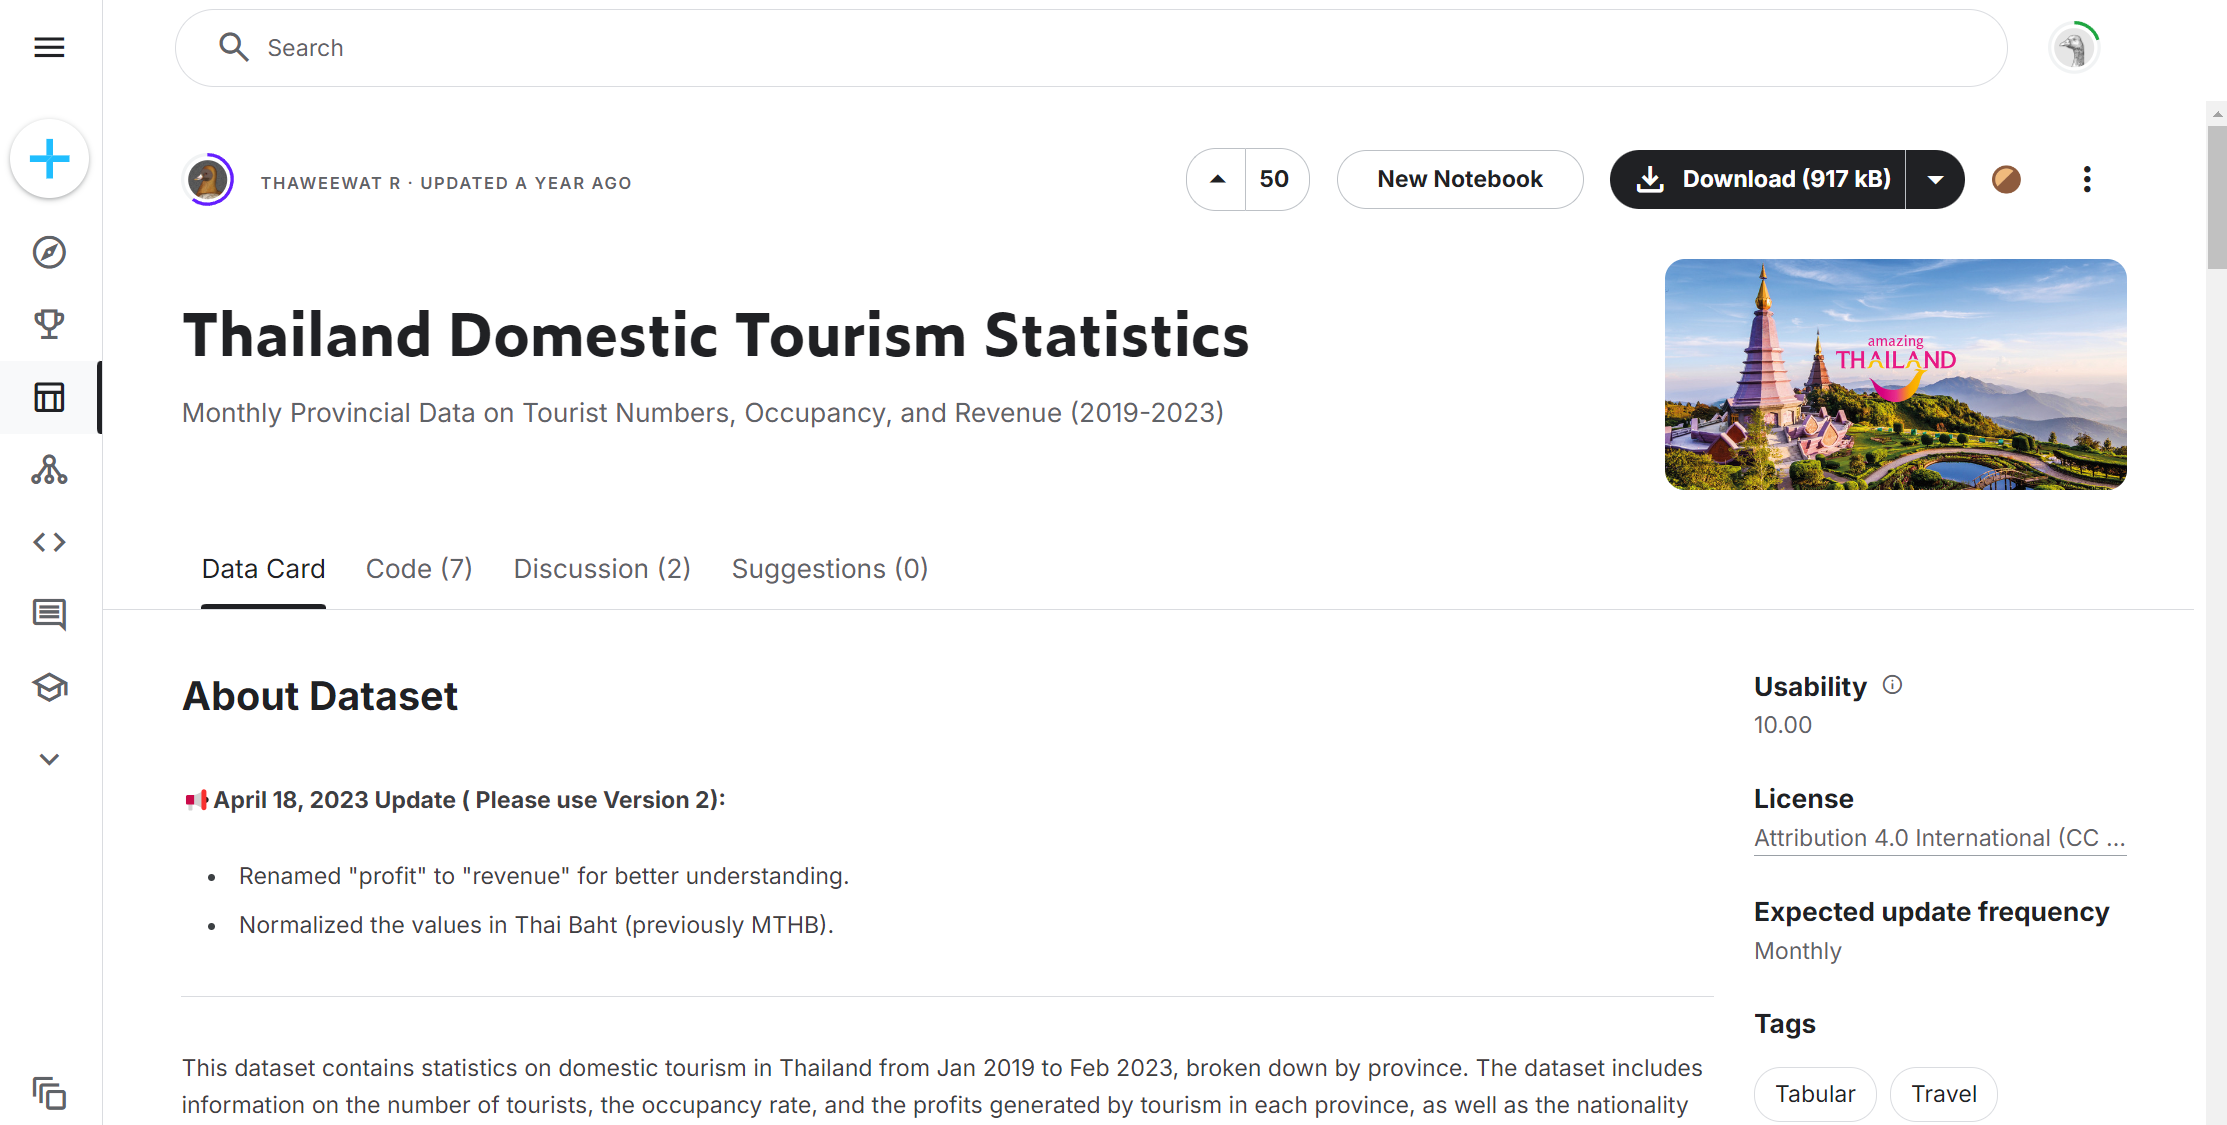 Search
THAWEEWAT R · UPDATED A YEAR AGO
50
New Notebook
Download (917 kB)
Thailand Domestic Tourism Statistics
Monthly Provincial Data on Tourist Numbers, Occupancy, and Revenue (2019-2023)
amazing
THAILAND
Data Card
Code (7)
Discussion (2)
Suggestions (0)
About Dataset
April 18, 2023 Update ( Please use Version 2):
Renamed "profit" to "revenue" for better understanding.
Normalized the values in Thai Baht (previously MTHB).
This dataset contains statistics on domestic tourism in Thailand from Jan 2019 to Feb 2023, broken down by province. The dataset includes
information on the number of tourists, the occupancy rate, and the profits generated by tourism in each province, as well as the nationality
Usability
10.00
License
Attribution 4.0 International (CC ...
Expected update frequency
Monthly
Tags
Tabular
Travel